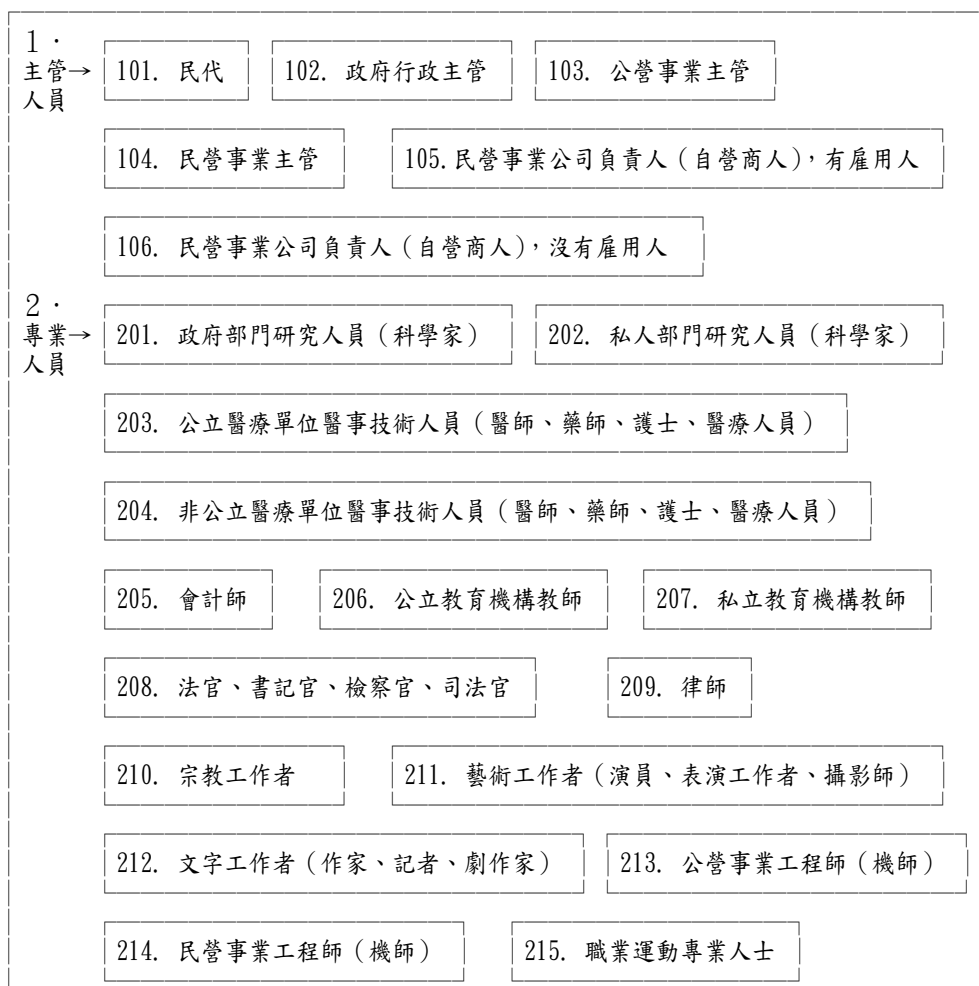 1．
主管→ 101. 民代 102. 政府行政主管 103. 公營事業主管
人員
104. 民營事業主管 105.民營事業公司負責人（自營商人），有雇用人
106. 民營事業公司負責人（自營商人），沒有雇用人
2．
專業→ 201. 政府部門研究人員（科學家） 202. 私人部門研究人員（科學家）
人員
203. 公立醫療單位醫事技術人員（醫師、藥師、護士、醫療人員）
204. 非公立醫療單位醫事技術人員（醫師、藥師、護士、醫療人員）
205. 會計師 206. 公立教育機構教師 207. 私立教育機構教師
208. 法官、書記官、檢察官、司法官 209. 律師
210. 宗教工作者 211. 藝術工作者（演員、表演工作者、攝影師）
212. 文字工作者（作家、記者、劇作家） 213. 公營事業工程師（機師）
214. 民營事業工程師（機師） 215. 職業運動專業人士